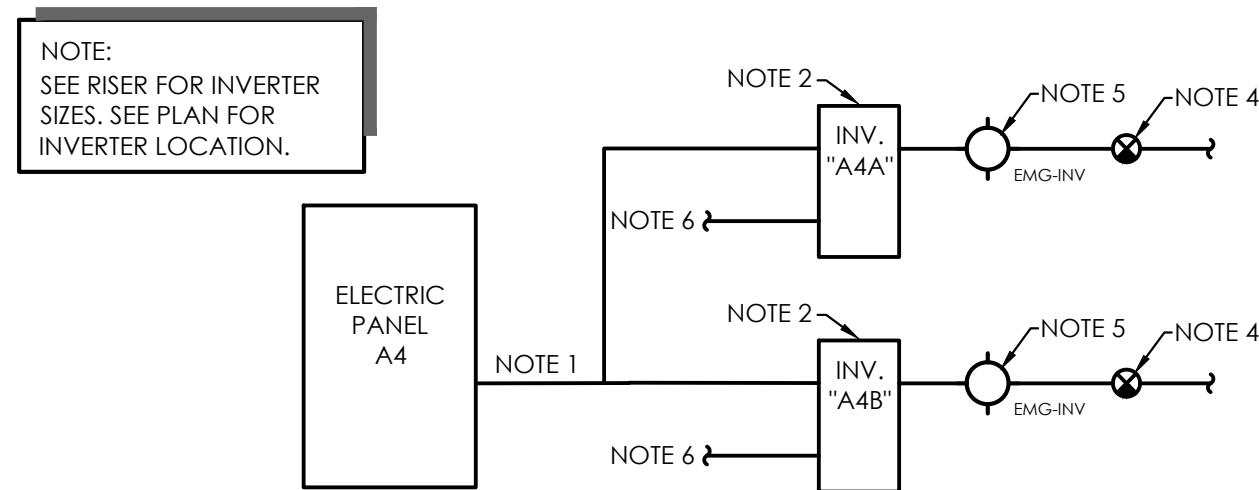 NOTE:
SEE RISER FOR INVERTER
SIZES. SEE PLAN FOR
INVERTER LOCATION.
NOTE 2
NOTE 5
NOTE 4
INV.
"A4A"
EMG-INV
NOTE 6
ELECTRIC
PANEL
A4
NOTE 1
NOTE 2
NOTE 5
NOTE 4
INV.
"A4B"
EMG-INV
NOTE 6